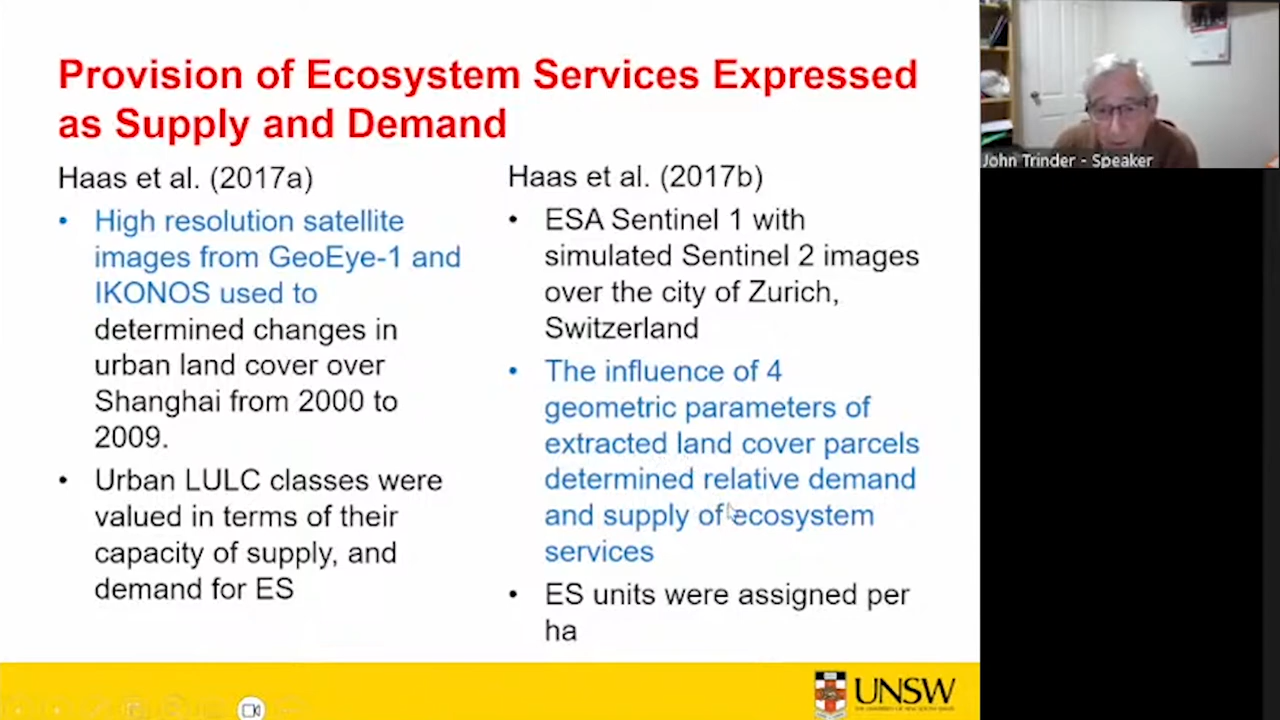 Provision of Ecosystem Services Expressed
as Supply and Demand
Haas et al. (2017a)
• High resolution satellite
images from GeoEye-1 and
IKONOS used to
determined changes in
urban land cover over
Shanghai from 2000 to
2009.
• Urban LULC classes were
valued in terms of their
capacity of supply, and
demand for ES
Haas et al. (2017b)
• ESA Sentinel 1 with
simulated Sentinel 2 images
over the city of Zurich,
Switzerland
• The influence of 4
geometric parameters of
extracted land cover parcels
determined relative demand
and supply of ecosystem
services
• ES units were assigned per
ha
John Trinder - Speaker
UNSW